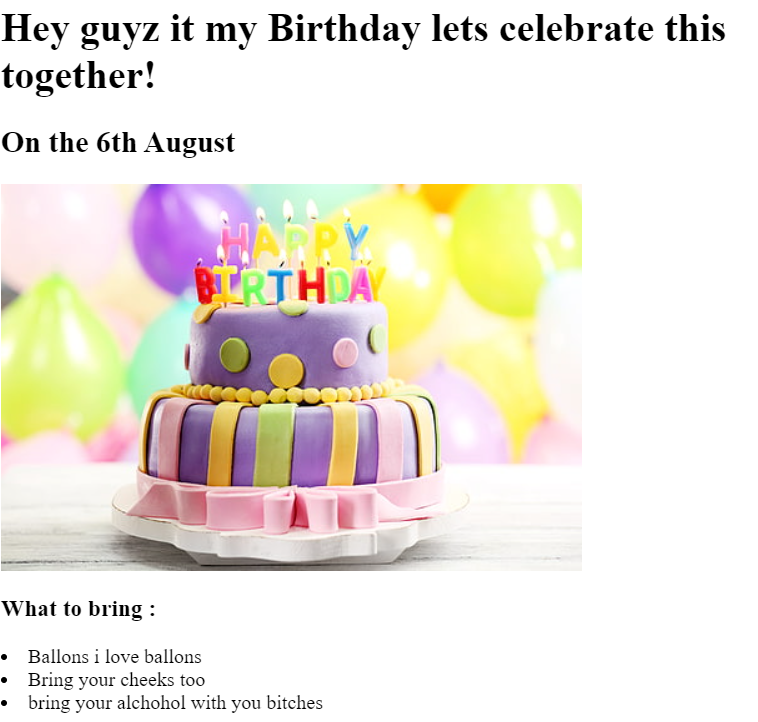 Hey guyz it my Birthday lets celebrate this
together!
On the 6th August
HAPPY
BIRTHDAY
What to bring :
Ballons i love ballons
Bring your cheeks too
bring your alchohol with you bitches